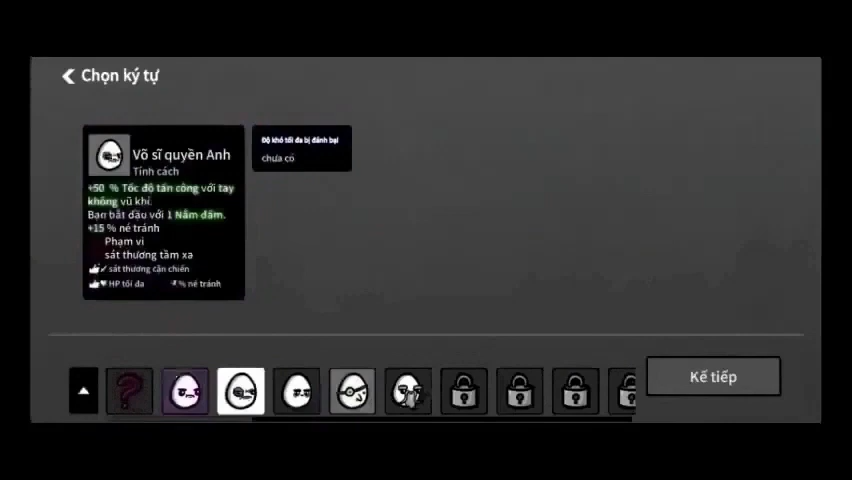 Chọn ký tự
Võ sĩ quyền Anh
Tính cách
+50 % Tốc độ tấn công với tay
không vũ khí.
Bạn bắt đầu với 1 Nắm đấm.
+15 % né tránh
Phạm vi
sát thương tầm xa
sát thương cận chiến
HP tối đa
% né tránh
Độ khó tối đa bị đánh bại
chưa có
Kế tiếp